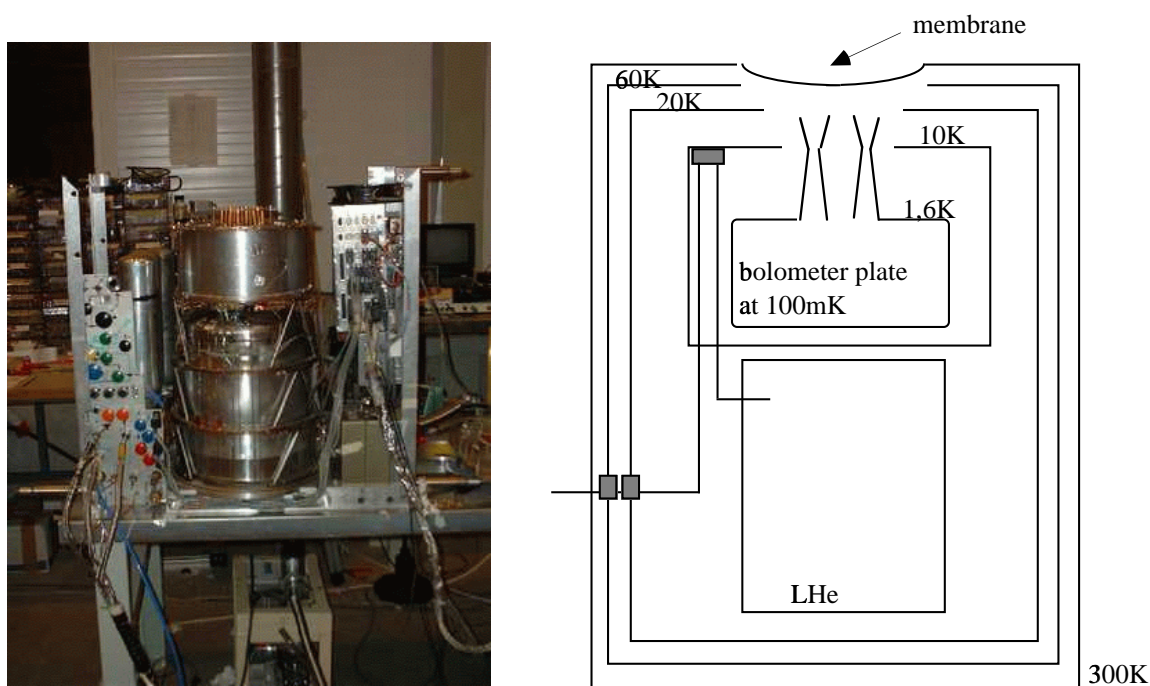 membrane
60K
20K
10K
1,6K
bolometer plate
at 100mK
LHe
300K